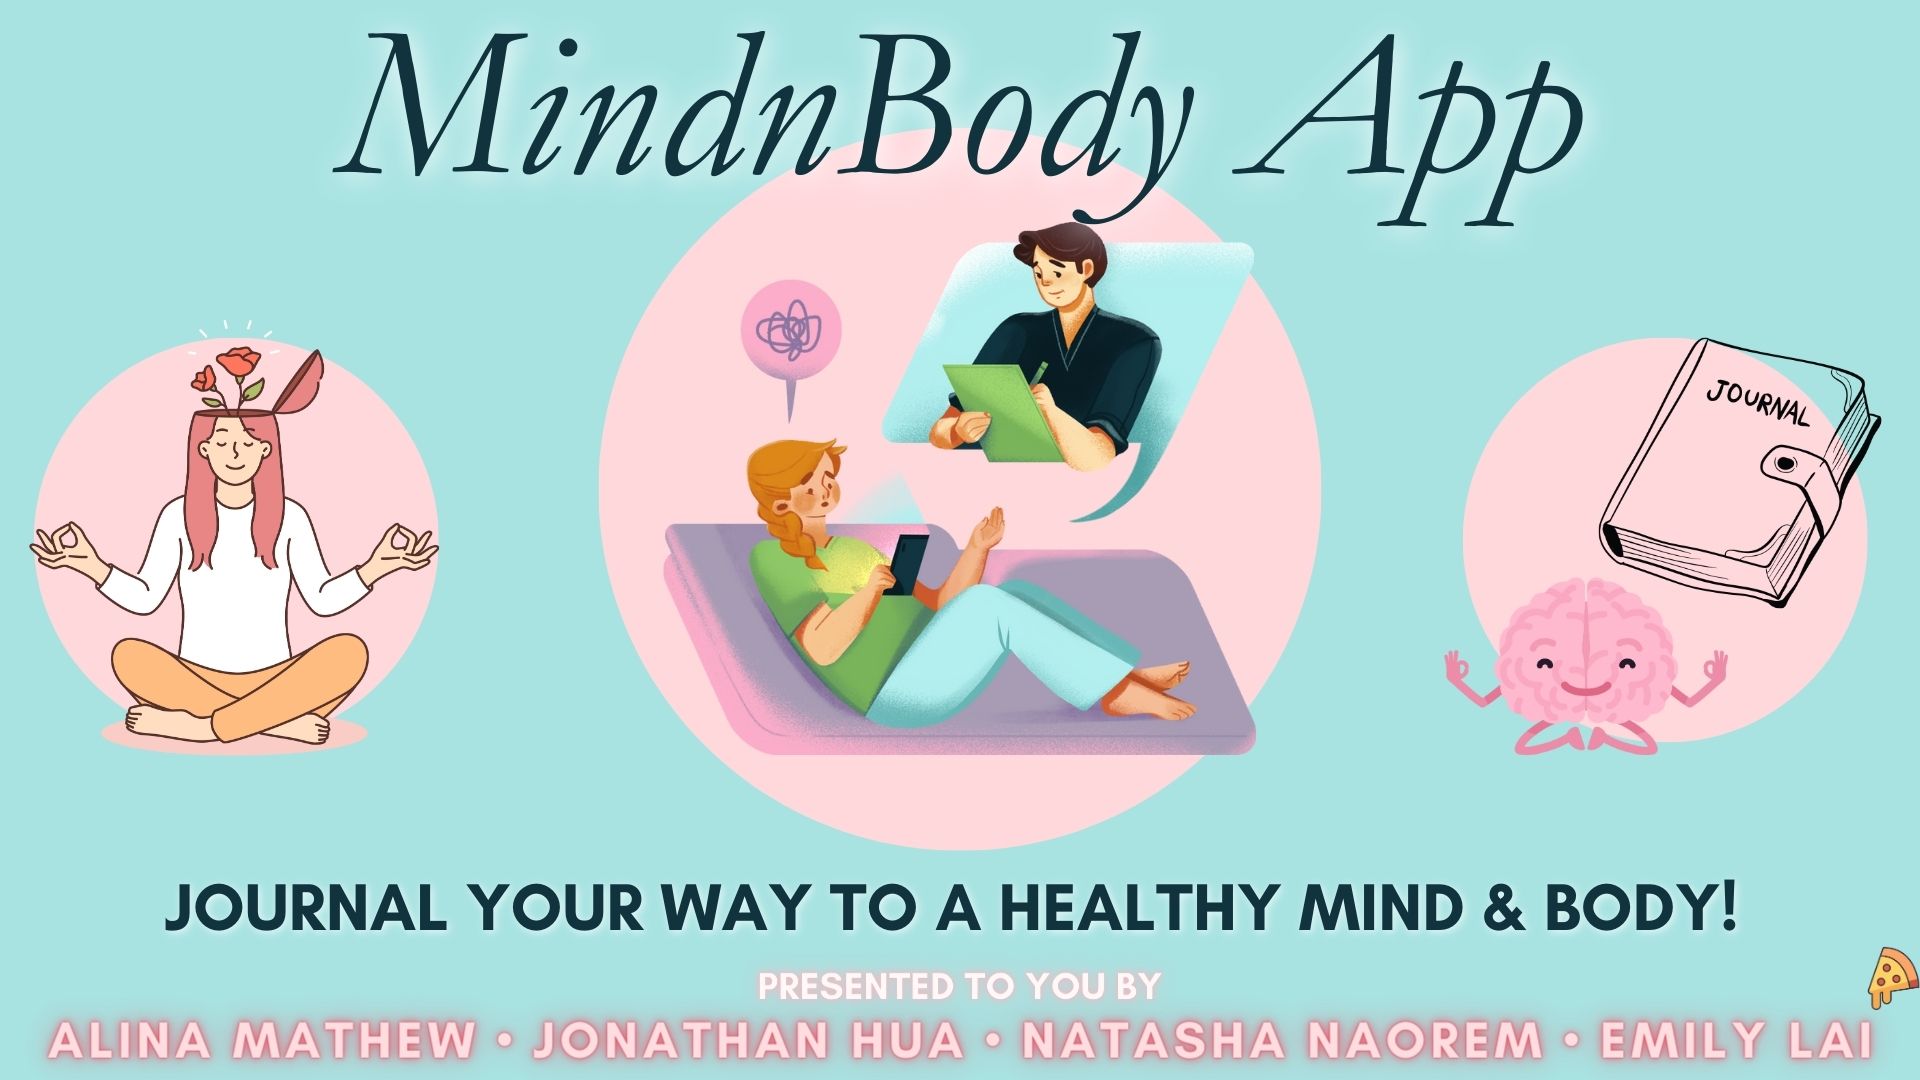 MindnBody App
JOURNAL
JOURNAL YOUR WAY TO A HEALTHY MIND & BODY!
PRESENTED TO YOU BY
ALINA MATHEW • JONATHAN HUA • NATASHA NAOREM • EMILY LAI